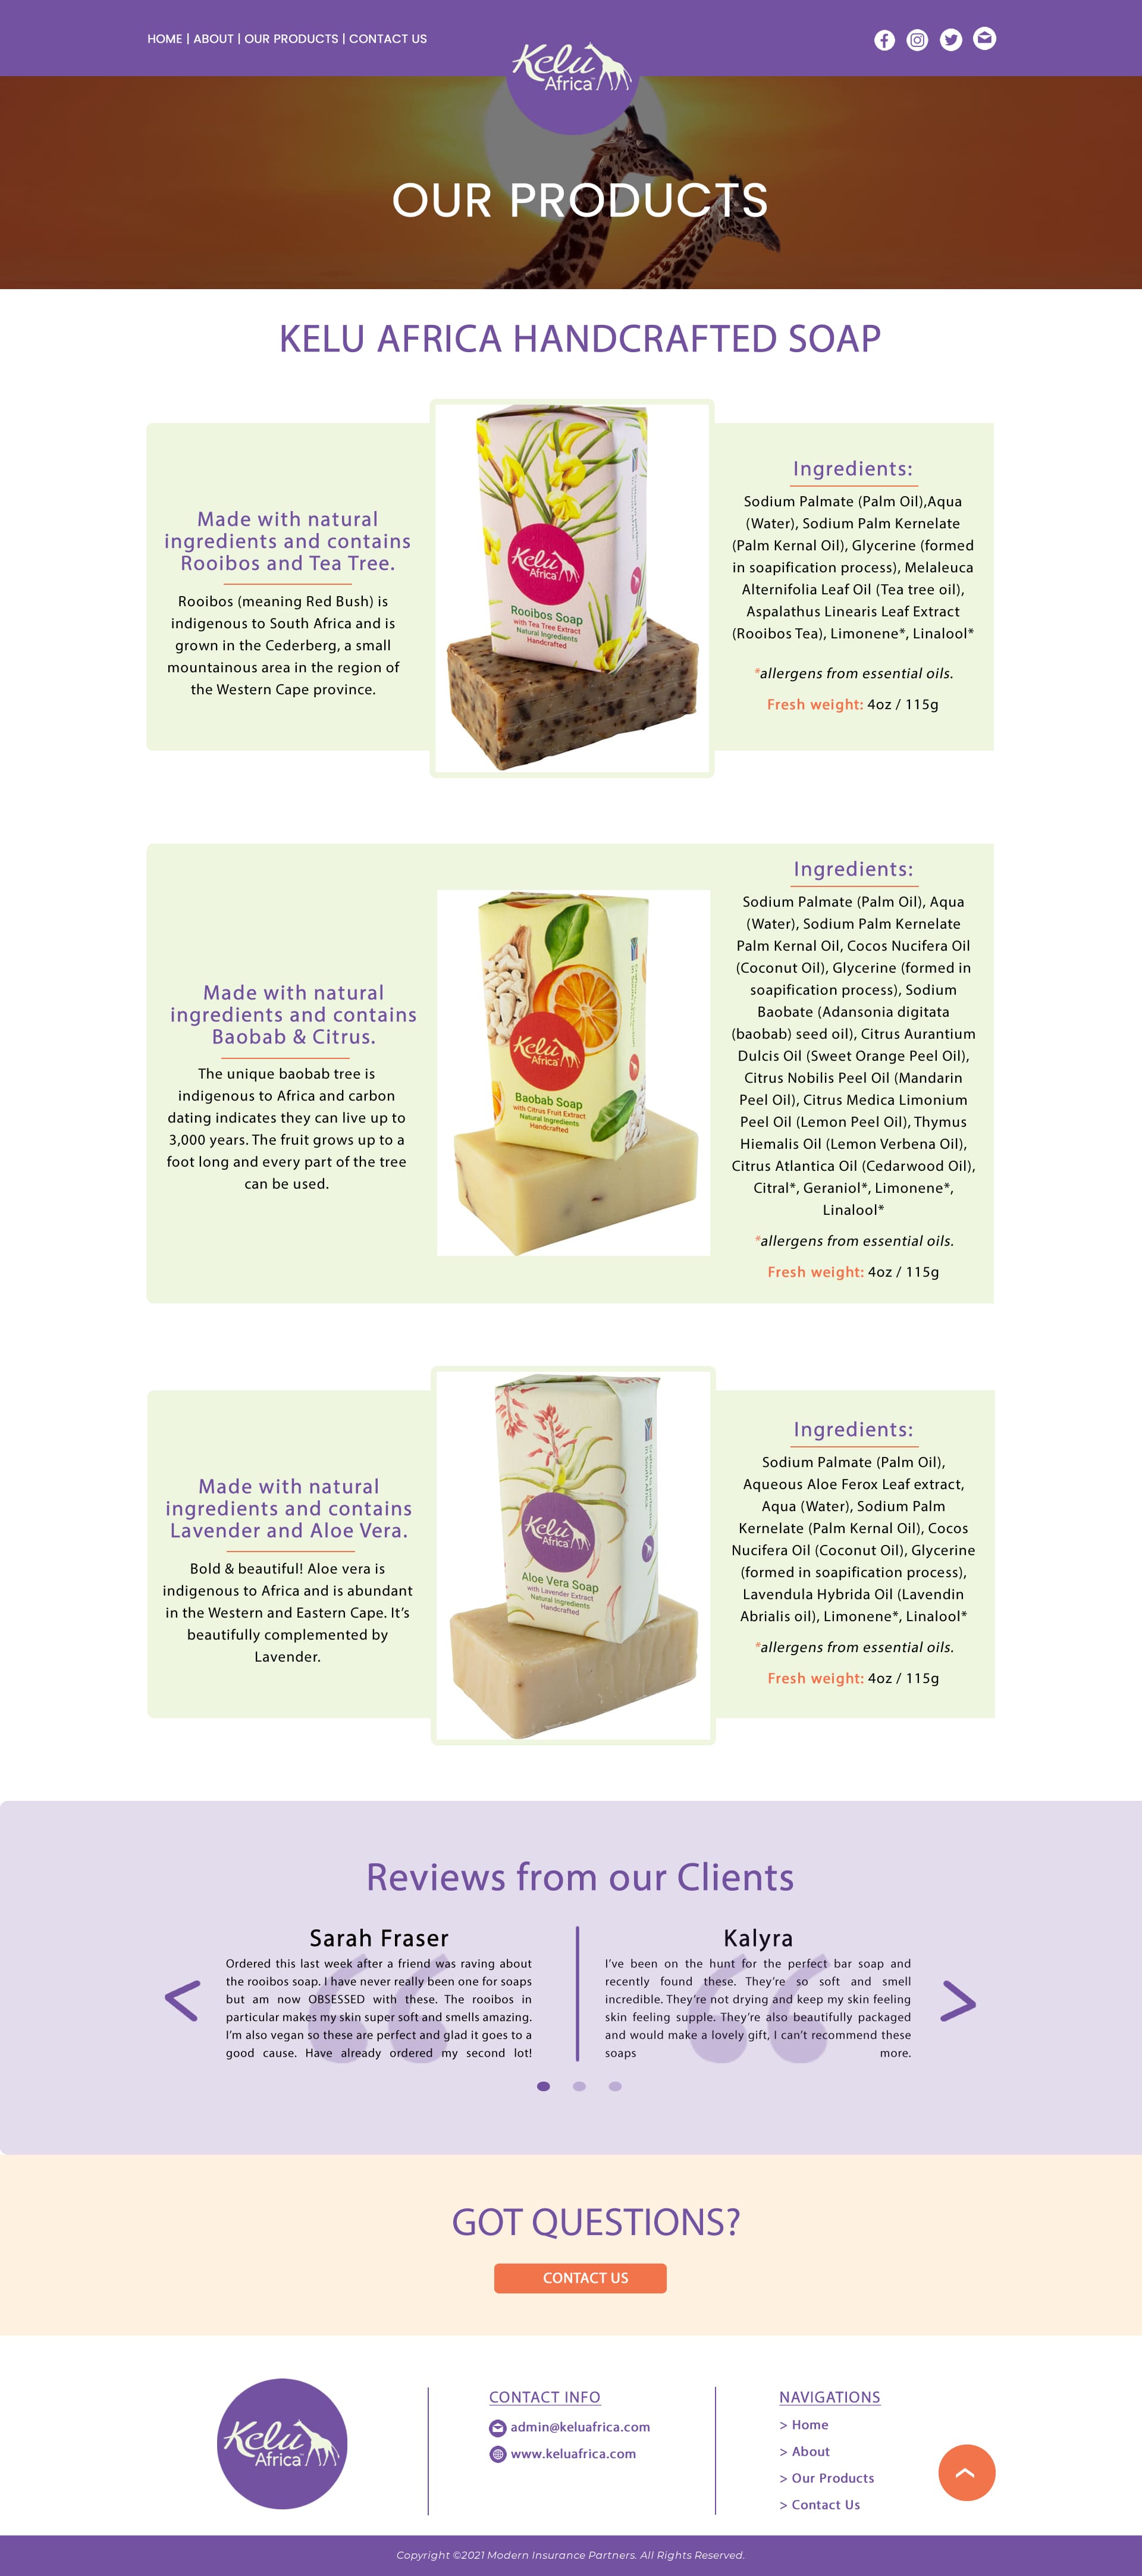 HOME | ABOUT | OUR PRODUCTS | CONTACT US
Kelu
Africa
OUR PRODUCTS
KELU AFRICA HANDCRAFTED SOAP
Made with natural
ingredients and contains
Rooibos and Tea Tree.
Rooibos (meaning Red Bush) is
indigenous to South Africa and is
grown in the Cederberg, a small
mountainous area in the region of
the Western Cape province.
Kelu
Africa
Rooibos Soap
with Tea Tree Extract
Natural Ingredients
Handcrafted
Ingredients:
Sodium Palmate (Palm Oil),Aqua
(Water), Sodium Palm Kernelate
(Palm Kernal Oil), Glycerine (formed
in soapification process), Melaleuca
Alternifolia Leaf Oil (Tea tree oil),
Aspalathus Linearis Leaf Extract
(Rooibos Tea), Limonene*, Linalool*
*allergens from essential oils.
Fresh weight: 4oz / 115g
Made with natural
ingredients and contains
Baobab & Citrus.
The unique baobab tree is
indigenous to Africa and carbon
dating indicates they can live up to
3,000 years. The fruit grows up to a
foot long and every part of the tree
can be used.
Kelu
Africa
Baobab Soap
with Citrus Fruit Extract
Natural Ingredients
Handcrafted
Ingredients:
Sodium Palmate (Palm Oil), Aqua
(Water), Sodium Palm Kernelate
Palm Kernal Oil, Cocos Nucifera Oil
(Coconut Oil), Glycerine (formed in
soapification process), Sodium
Baobate (Adansonia digitata
(baobab) seed oil), Citrus Aurantium
Dulcis Oil (Sweet Orange Peel Oil),
Citrus Nobilis Peel Oil (Mandarin
Peel Oil), Citrus Medica Limonium
Peel Oil (Lemon Peel Oil), Thymus
Hiemalis Oil (Lemon Verbena Oil),
Citrus Atlantica Oil (Cedarwood Oil),
Citral*, Geraniol*, Limonene*,
Linalool*
*allergens from essential oils.
Fresh weight: 4oz / 115g
Made with natural
ingredients and contains
Lavender and Aloe Vera.
Bold & beautiful! Aloe vera is
indigenous to Africa and is abundant
in the Western and Eastern Cape. It’s
beautifully complemented by
Lavender.
Kelu
Africa
Aloe Vera Soap
with Lavender Extract
Natural Ingredients
Handcrafted
Ingredients:
Sodium Palmate (Palm Oil),
Aqueous Aloe Ferox Leaf extract,
Aqua (Water), Sodium Palm
Kernelate (Palm Kernal Oil), Cocos
Nucifera Oil (Coconut Oil), Glycerine
(formed in soapification process),
Lavendula Hybrida Oil (Lavendin
Abrialis oil), Limonene*, Linalool*
*allergens from essential oils.
Fresh weight: 4oz / 115g
Reviews from our Clients
Sarah Fraser
Ordered this last week after a friend was raving about
the rooibos soap. I have never really been one for soaps
but am now OBSESSED with these. The rooibos in
particular makes my skin super soft and smells amazing.
I’m also vegan so these are perfect and glad it goes to a
good cause. Have already ordered my second lot!
Kalyra
I’ve been on the hunt for the perfect bar soap and
recently found these. They’re so soft and smell
incredible. They’re not drying and keep my skin feeling
skin feeling supple. They’re also beautifully packaged
and would make a lovely gift, I can’t recommend these
soaps more.
GOT QUESTIONS?
CONTACT US
Kelu
Africa
CONTACT INFO
admin@keluafrica.com
www.keluafrica.com
NAVIGATIONS
> Home
> About
> Our Products
> Contact Us
Copyright ©2021 Modern Insurance Partners. All Rights Reserved.